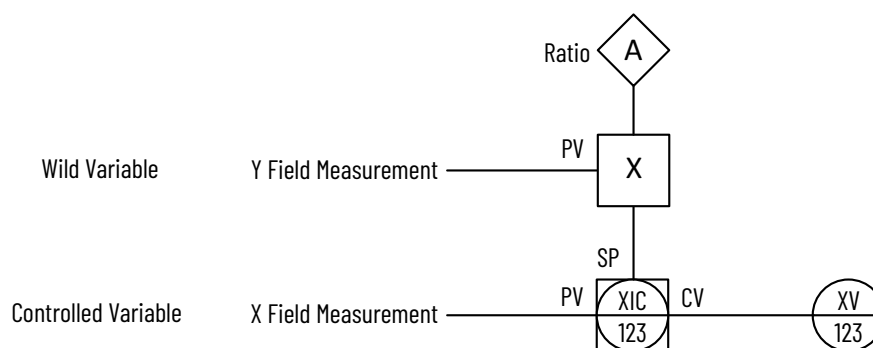 Ratio
A
Wild Variable
Y Field Measurement
PV
X
SP
Controlled Variable
X Field Measurement
PV
XIC
123
CV
XV
123